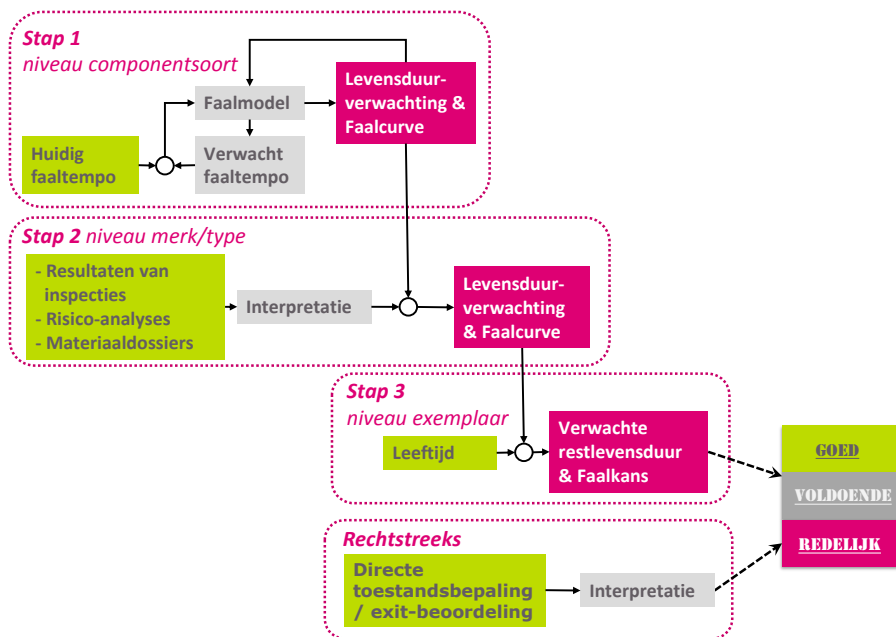 Stap 1
niveau componentsoort
Levensduur-
verwachting &
Faalcurve
Faalmodel
Huidig
faaltempo
Verwacht
faaltempo
Stap 2 niveau merk/type
- Resultaten van
inspecties
- Risico-analyses
- Materiaaldossiers
Interpretatie
Levensduur-
verwachting
& Faalcurve
Stap 3
niveau exemplaar
Leeftijd
Verwachte
restlevensduur
& Faalkans
GOED
VOLDOENDE
REDELIJK
Rechtstreeks
Directe
toestandsbepaling
/ exit-beoordeling
Interpretatie